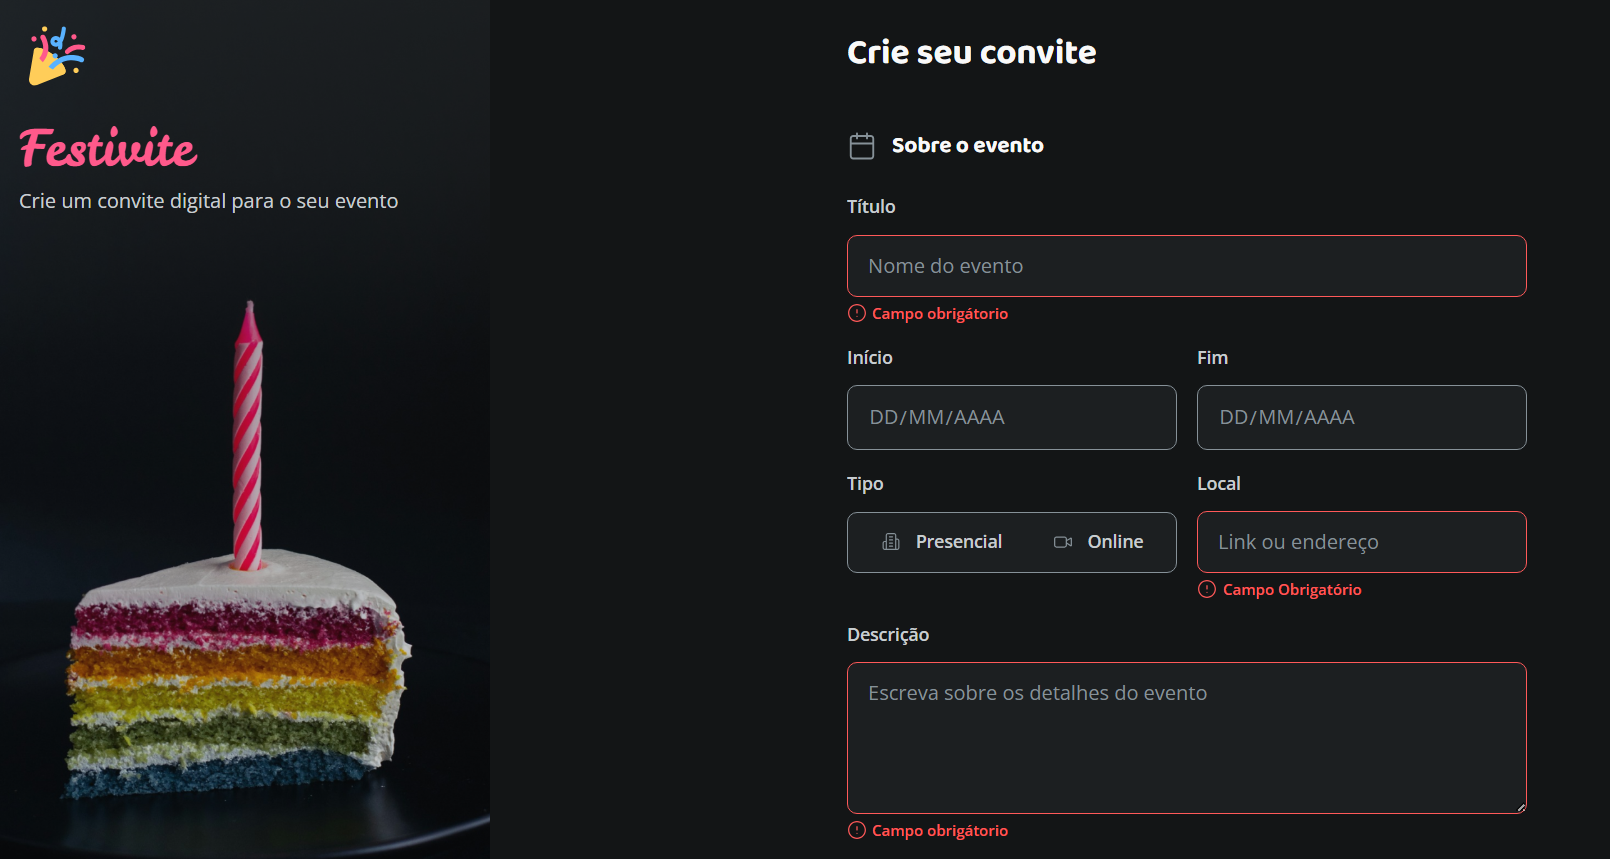 Festivite
Crie um convite digital para o seu evento
Crie seu convite
Sobre o evento
Título
Nome do evento
Campo obrigátorio
Início
Fim
DD/MM/AAAA
DD/MM/AAAA
Tipo
Local
Presencial
Online
Link ou endereço
Campo Obrigatório
Descrição
Escreva sobre os detalhes do evento
Campo obrigátorio